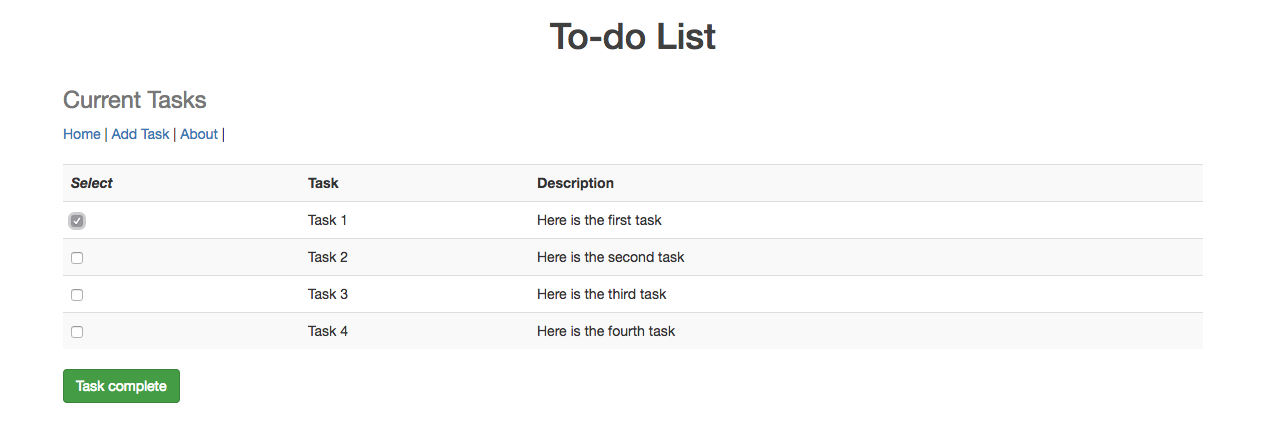 To-do List
Current Tasks
Home | Add Task | About |
Select Task Description
Task 1 Here is the first task
Task 2 Here is the second task
Task 3 Here is the third task
Task 4 Here is the fourth task
Task complete